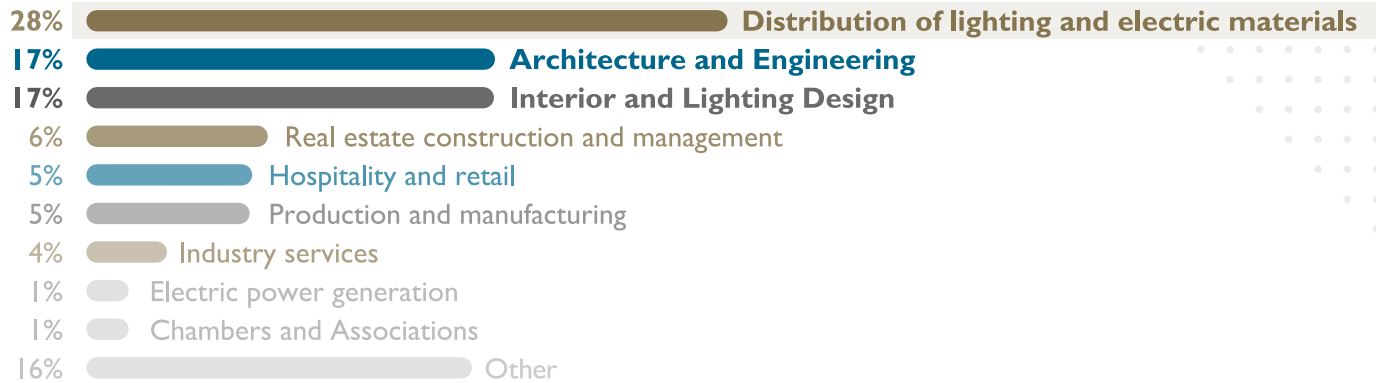 28% Distribution of lighting and electric materials
17% Architecture and Engineering
17% Interior and Lighting Design
6% Real estate construction and management
5% Hospitality and retail
5% Production and manufacturing
4% Industry services
1% Electric power generation
1% Chambers and Associations
16% Other